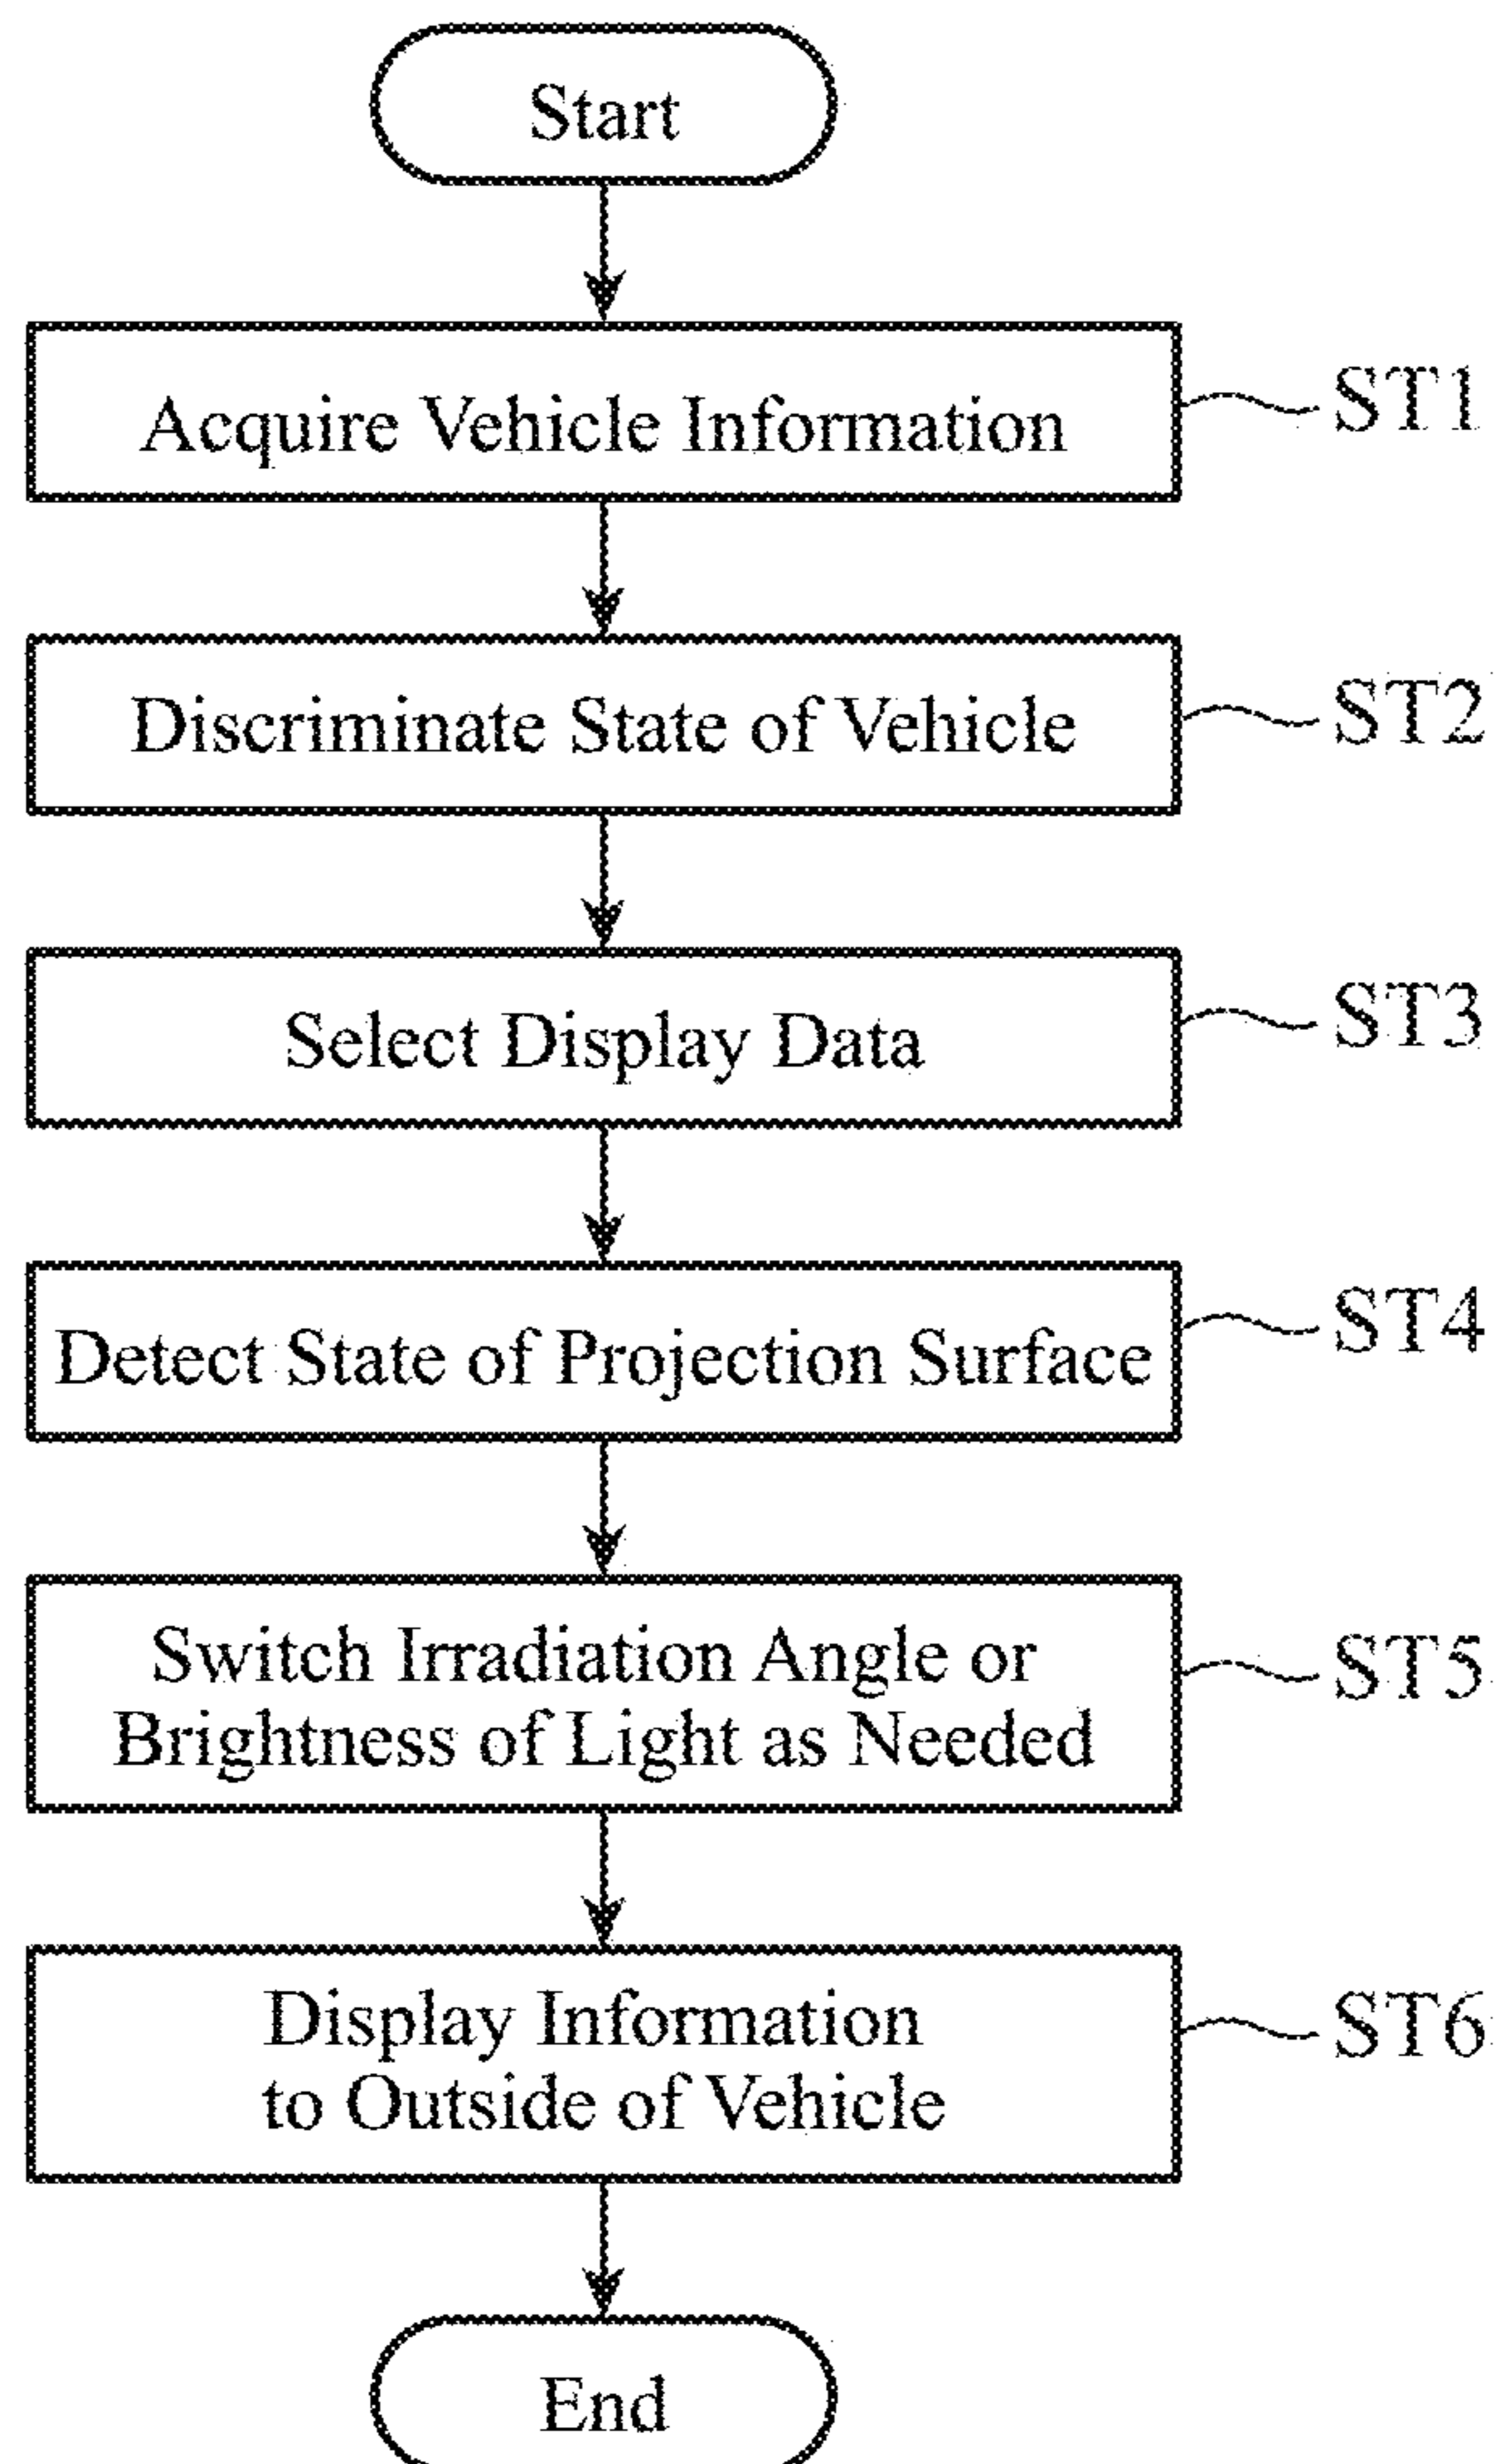 Start
Acquire Vehicle Information
ST1
Discriminate State of Vehicle
ST2
Select Display Data
ST3
Detect State of Projection Surface
ST4
Switch Irradiation Angle or
Brightness of Light as Needed
ST5
Display Information
to Outside of Vehicle
ST6
End